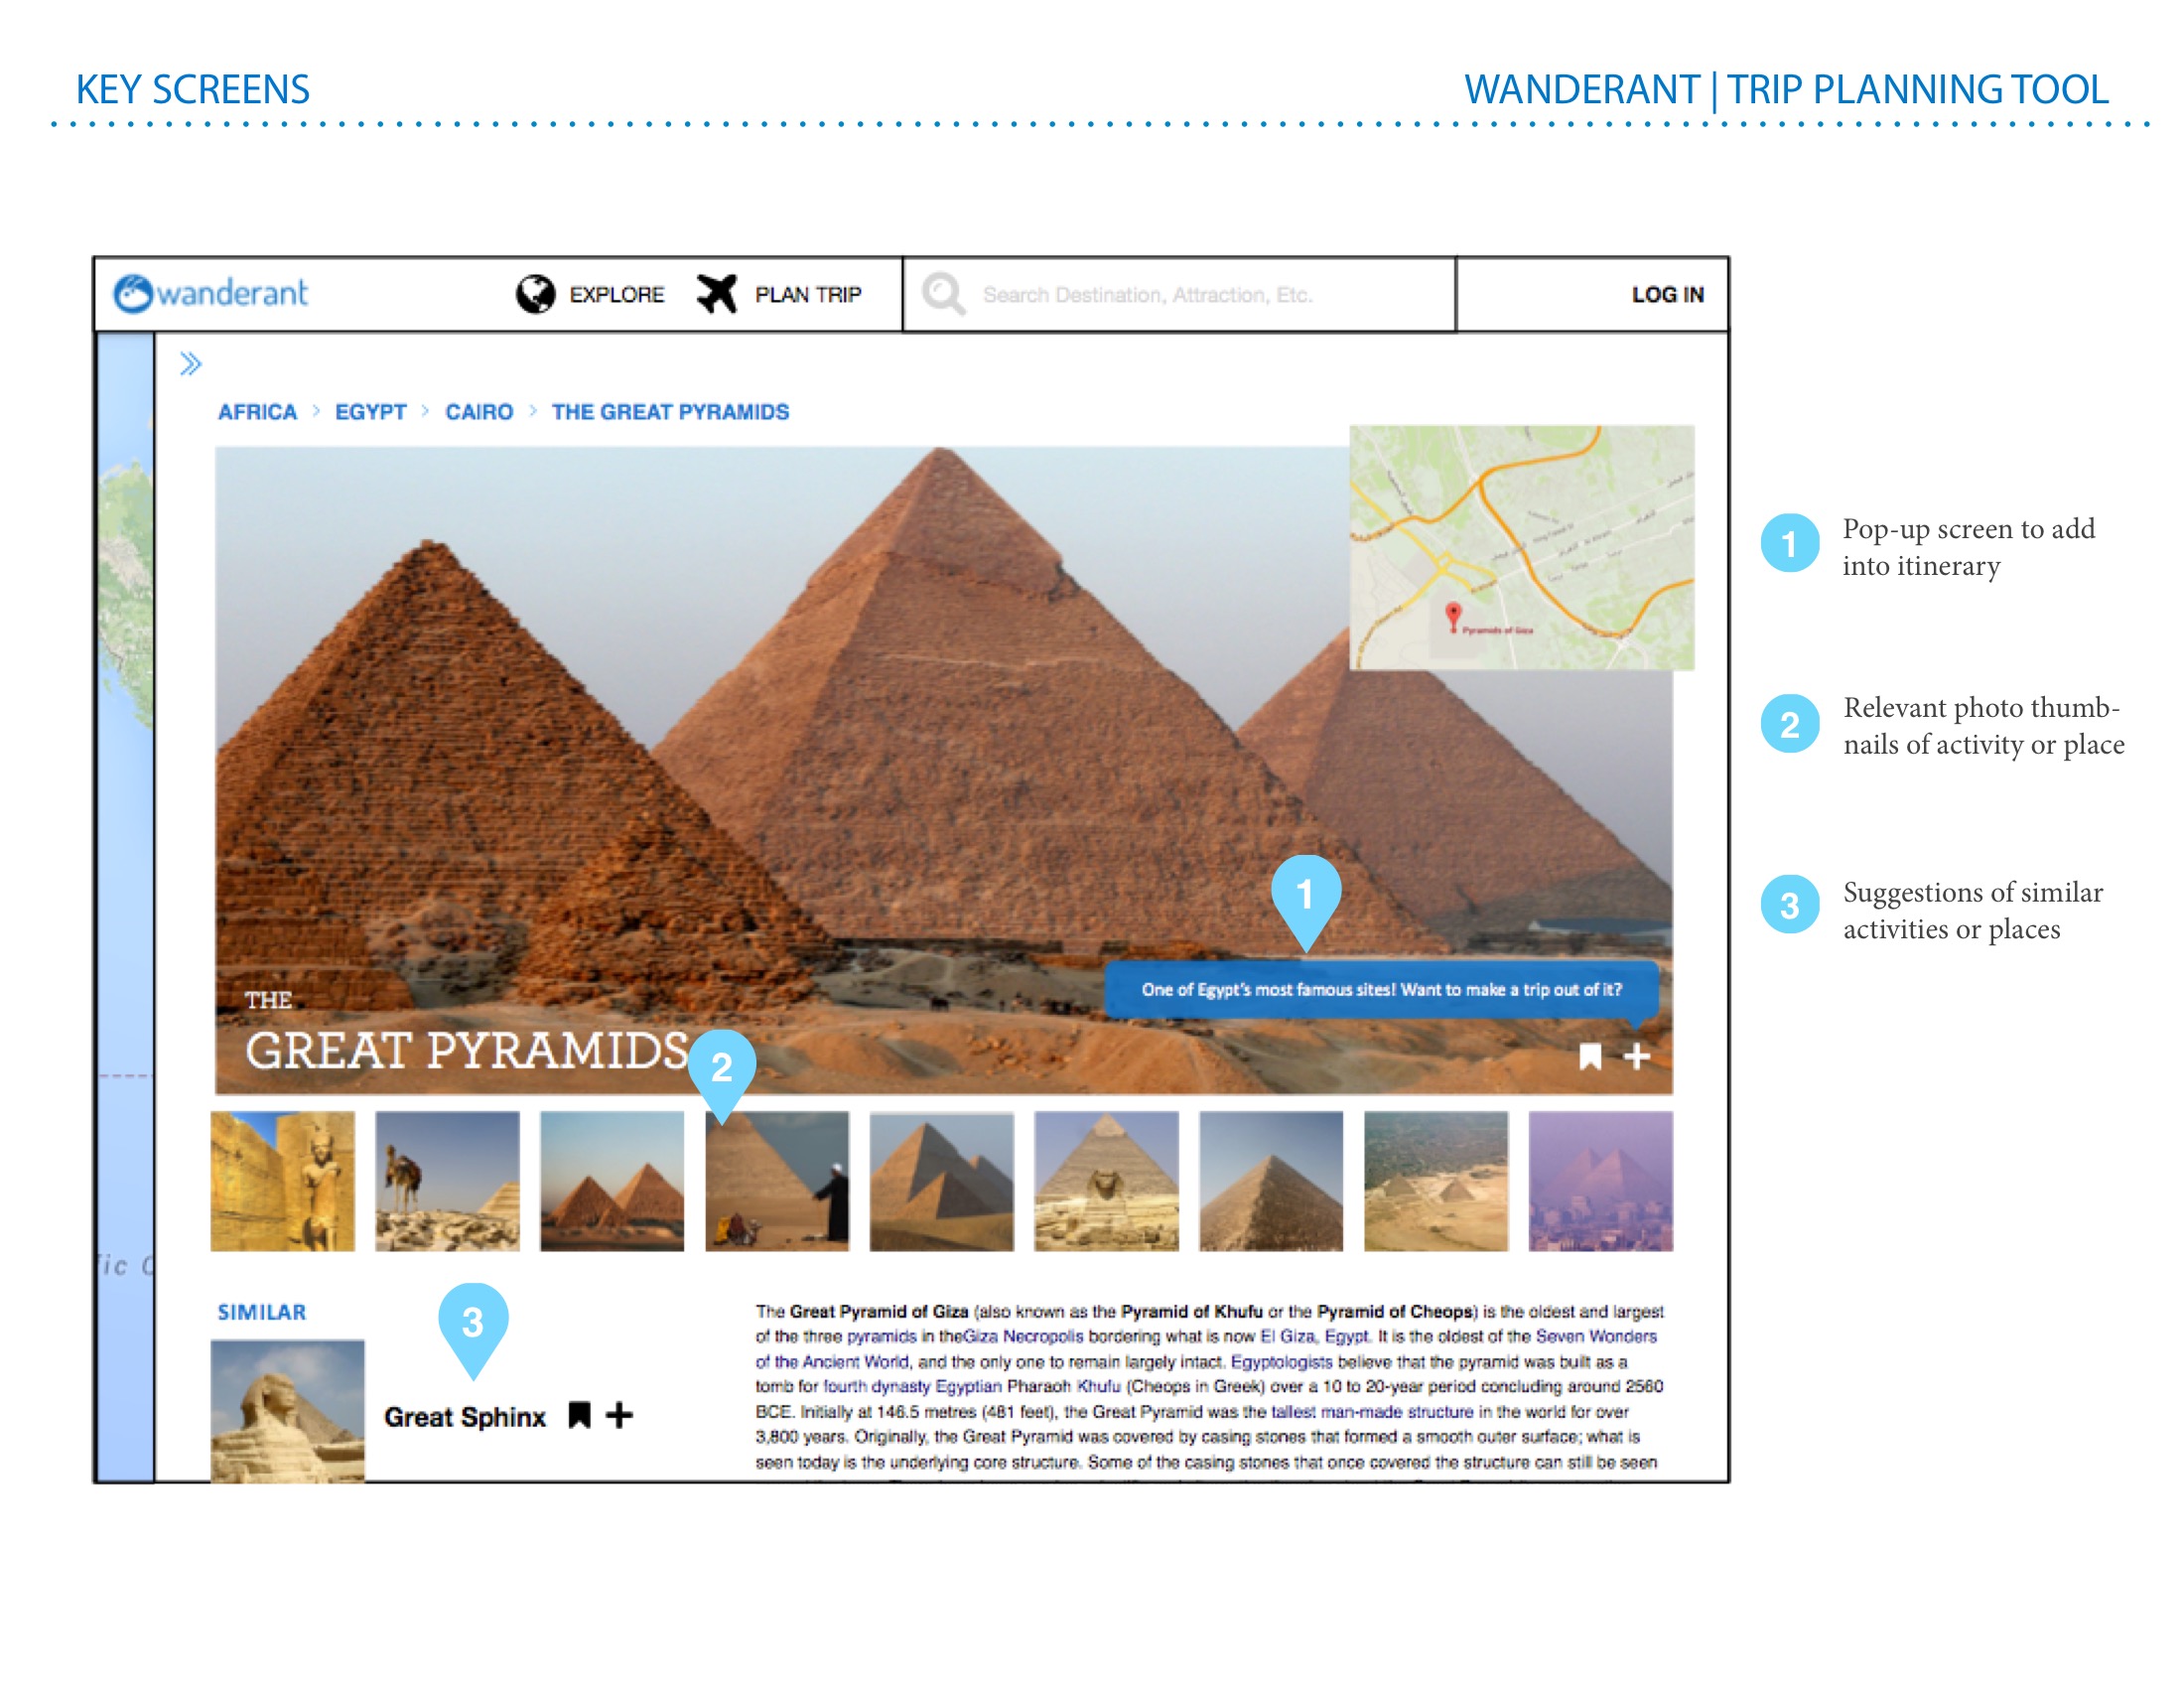 KEY SCREENS
WANDERANT | TRIP PLANNING TOOL
wanderant
EXPLORE
PLAN TRIP
Search Destination, Attraction, Etc.
LOG IN
AFRICA > EGYPT > CAIRO > THE GREAT PYRAMIDS
Pyramids of Giza
1
Pop-up screen to add
into itinerary
2
Relevant photo thumb-
nails of activity or place
3
Suggestions of similar
activities or places
1
One of Egypt's most famous sites! Want to make a trip out of it?
THE
GREAT PYRAMIDS
2
fic O
SIMILAR
3
Great Sphinx
The Great Pyramid of Giza (also known as the Pyramid of Khufu or the Pyramid of Cheops) is the oldest and largest
of the three pyramids in theGiza Necropolis bordering what is now El Giza, Egypt. It is the oldest of the Seven Wonders
of the Ancient World, and the only one to remain largely intact. Egyptologists believe that the pyramid was built as a
tomb for fourth dynasty Egyptian Pharaoh Khufu (Cheops in Greek) over a 10 to 20-year period concluding around 2560
BCE. Initially at 146.5 metres (481 feet), the Great Pyramid was the tallest man-made structure in the world for over
3,800 years. Originally, the Great Pyramid was covered by casing stones that formed a smooth outer surface; what is
seen today is the underlying core structure. Some of the casing stones that once covered the structure can still be seen